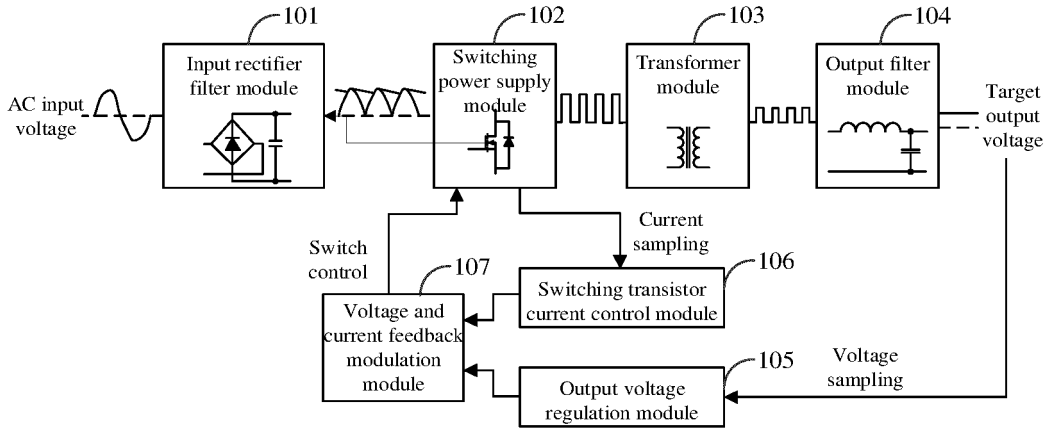 101
102
103
104
Input rectifier
filter module
Switching
power supply
module
Transformer
module
Output filter
module
AC input
voltage
Target
output
voltage
Switch
control
Current
sampling
107
106
Voltage and
current feedback
modulation
module
Switching transistor
current control module
105
Output voltage
regulation module
Voltage
sampling